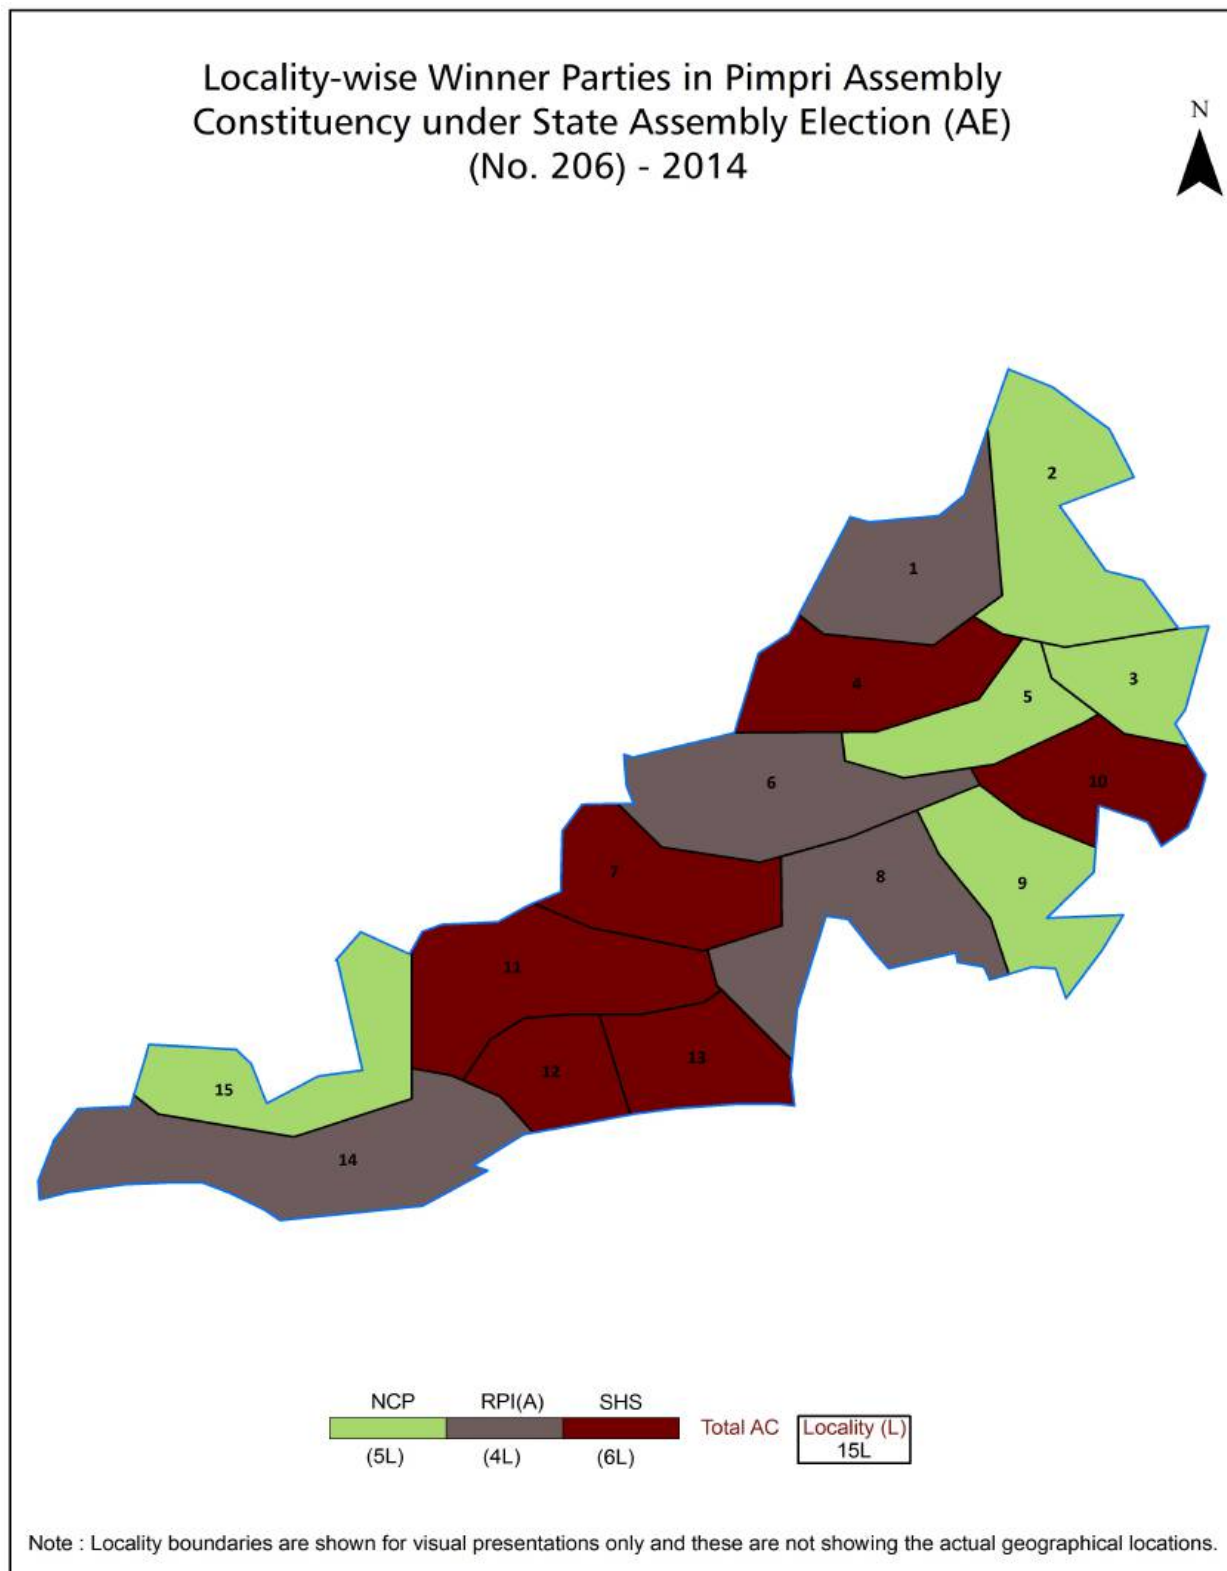 Locality-wise Winner Parties in Pimpri Assembly
Constituency under State Assembly Election (AE)
(No. 206) - 2014
N
2
1
3
4
5
6
10
7
8
9
11
12
13
15
14
NCP RPI(A) SHS
Total AC
Locality (L)
15L
(5L) (4L) (6L)
Note : Locality boundaries are shown for visual presentations only and these are not showing the actual geographical locations.